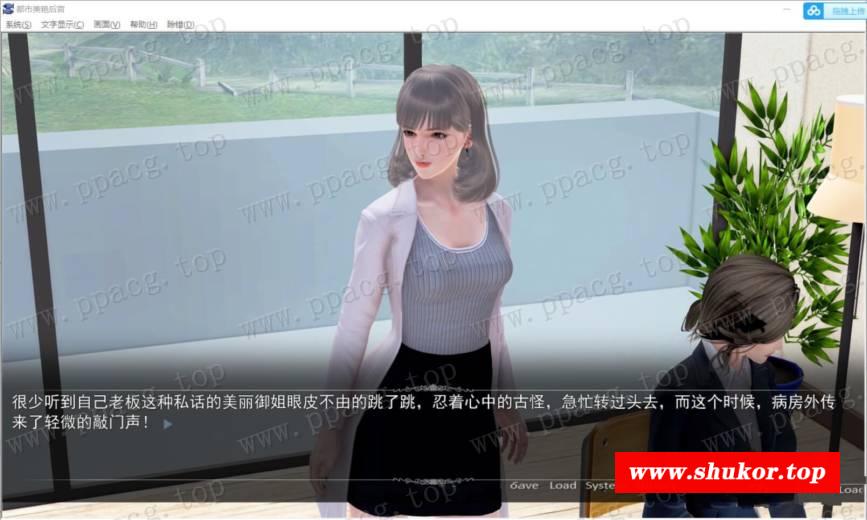 都市美艳后宫
系统(S) 文字显示(C) 画面(V) 帮助(H) 除错(D)
拖拽上传
www.ppacg.top
很少听到自己老板这种私话的美丽御姐眼皮不由的跳了跳，忍着心中的古怪，急忙转过头去，而这个时候，病房外传
来了轻微的敲门声！
Save Load Syste
www.shukor.top
Load